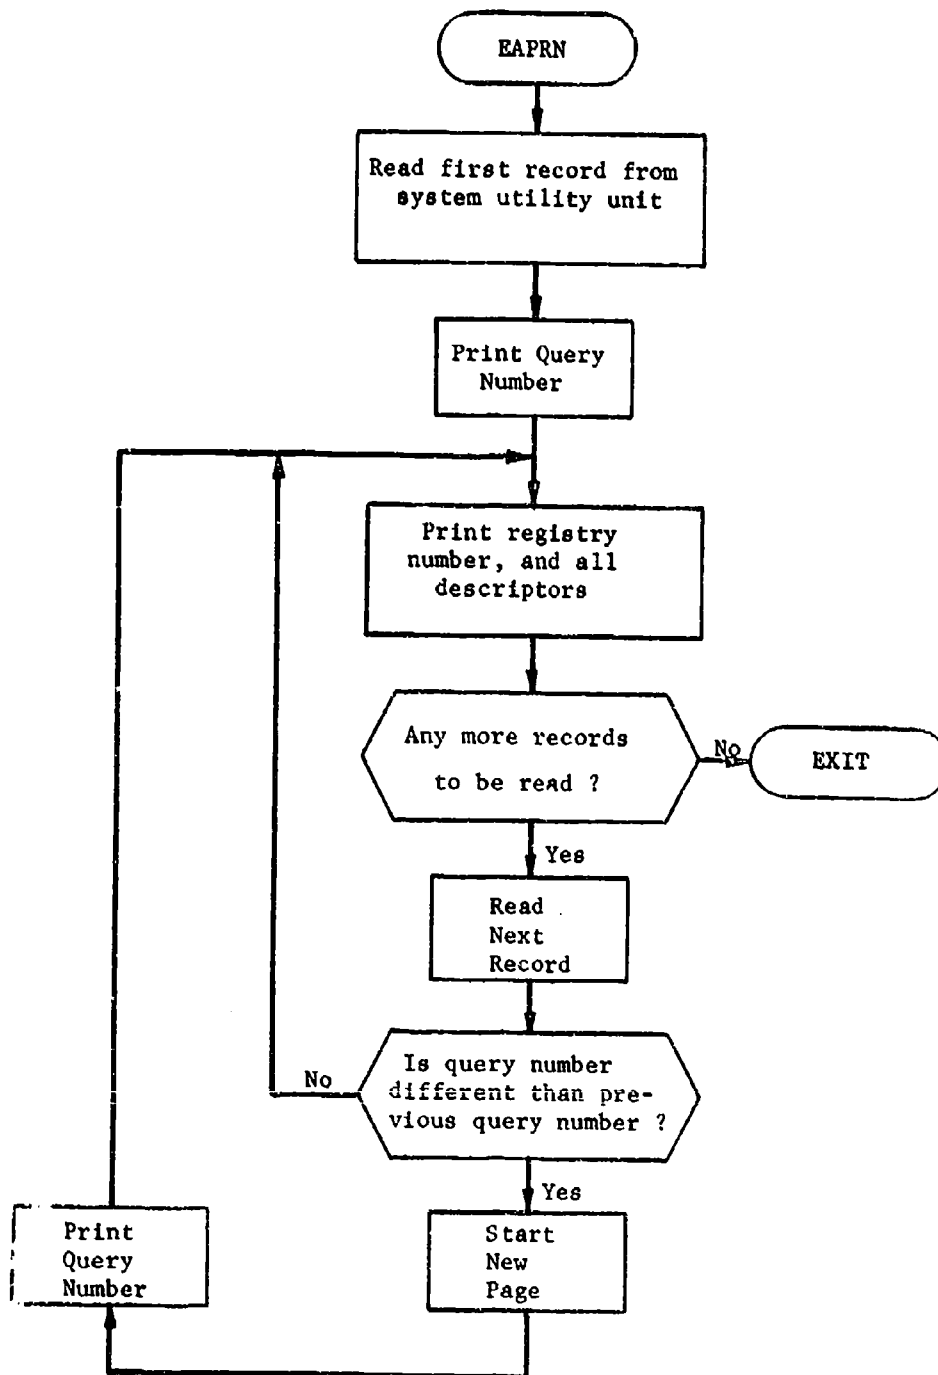 EAPRN
Read first record from
system utility unit
Print Query
Number
Print registry
number, and all
descriptors
Any more records
to be read ?
No
EXIT
Yes
Read
Next
Record
Is query number
different than pre-
vious query number ?
No
Yes
Start
New
Page
Print
Query
Number